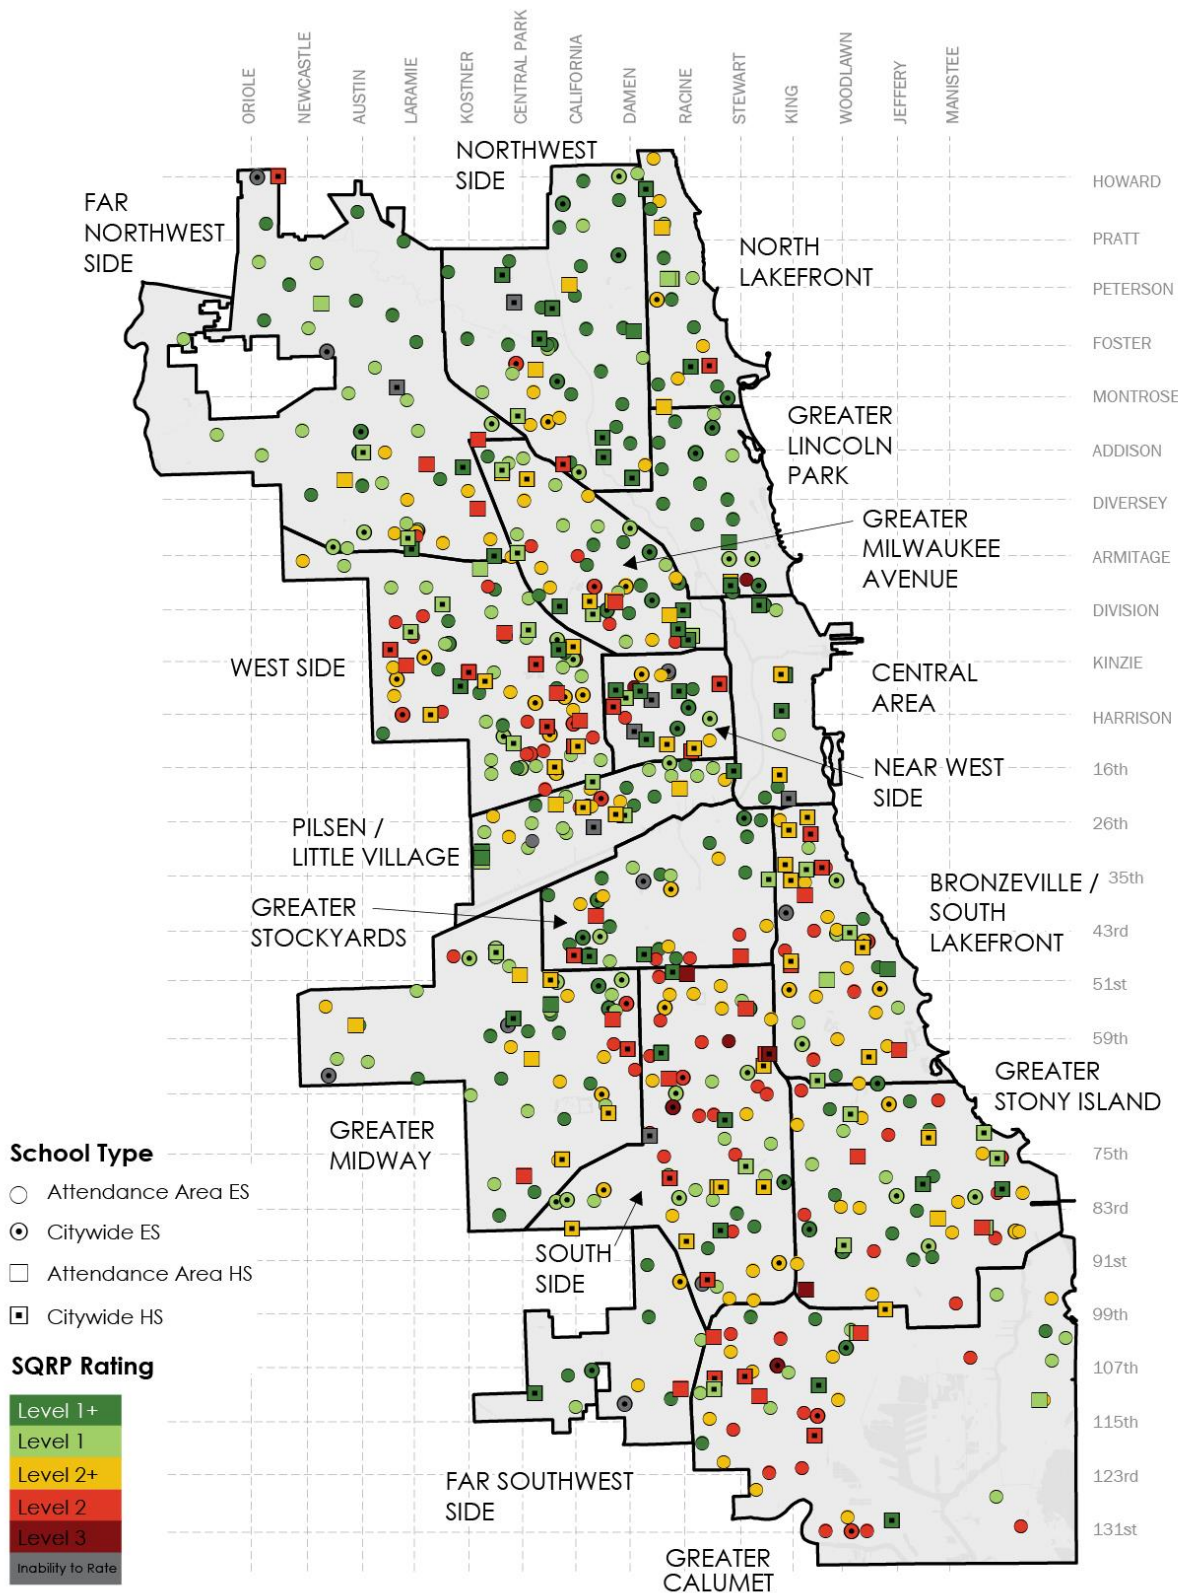 ORIOLE
NEWCASTLE
AUSTIN
LARAMIE
KOSTNER
CENTRAL PARK
CALIFORNIA
DAMEN
RACINE
STEWART
KING
WOODLAWN
JEFFERY
MANISTEE
NORTHWEST
SIDE
FAR
NORTHWEST
SIDE
NORTH
LAKEFRONT
GREATER
LINCOLN
PARK
GREATER
MILWAUKEE
AVENUE
WEST SIDE
CENTRAL
AREA
NEAR WEST
SIDE
PILSEN /
LITTLE VILLAGE
GREATER
STOCKYARDS
BRONZEVILLE /
SOUTH
LAKEFRONT
GREATER
STONY ISLAND
GREATER
MIDWAY
SOUTH
SIDE
FAR SOUTHWEST
SIDE
GREATER
CALUMET
HOWARD
PRATT
PETERSON
FOSTER
MONTROSE
ADDISON
DIVERSEY
ARMITAGE
DIVISION
KINZIE
HARRISON
16th
26th
35th
43rd
51st
59th
75th
83rd
91st
99th
107th
115th
123rd
131st
School Type
Attendance Area ES
Citywide ES
Attendance Area HS
Citywide HS
SQRP Rating
Level 1+
Level 1
Level 2+
Level 2
Level 3
Inability to Rate